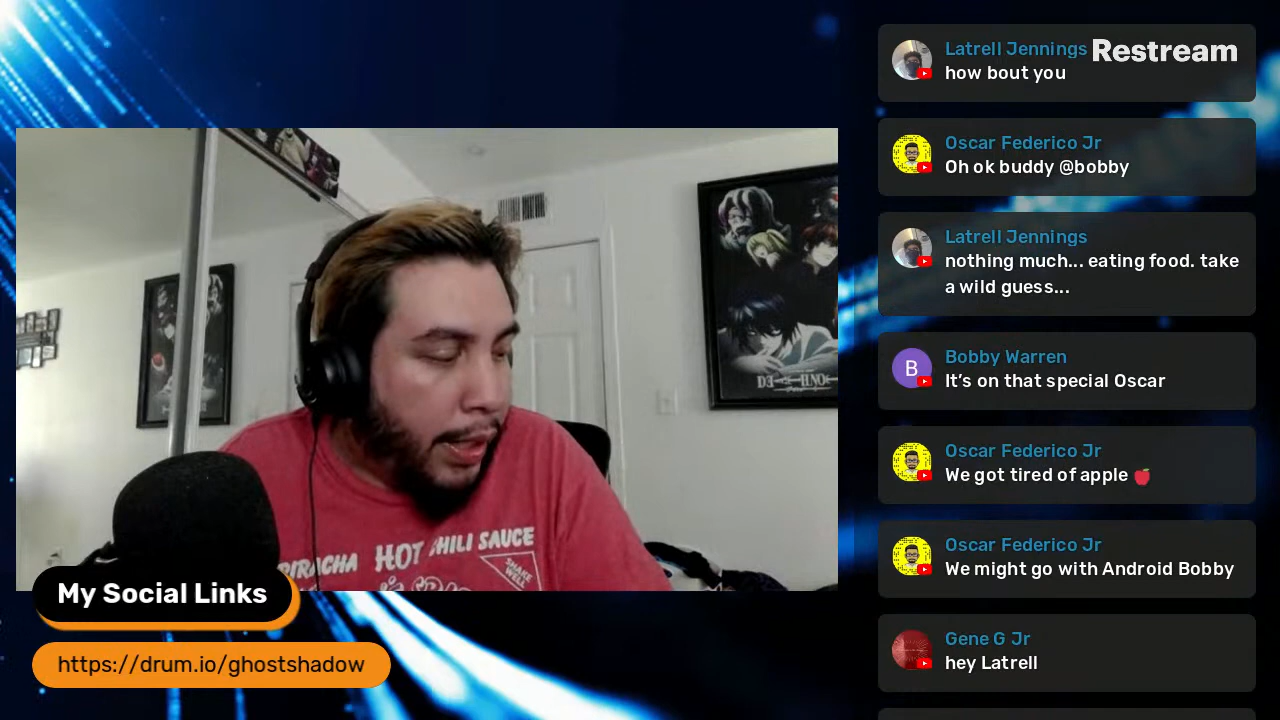 Latrell Jennings
Restream
how bout you
Oscar Federico Jr
Oh ok buddy @bobby
Latrell Jennings
nothing much... eating food. take
a wild guess...
B
Bobby Warren
It’s on that special Oscar
Oscar Federico Jr
We got tired of apple 🍎
Oscar Federico Jr
We might go with Android Bobby
Gene G Jr
hey Latrell
SRIRACHA HOT CHILI SAUCE
SHAKE
WELL
My Social Links
https://drum.io/ghostshadow